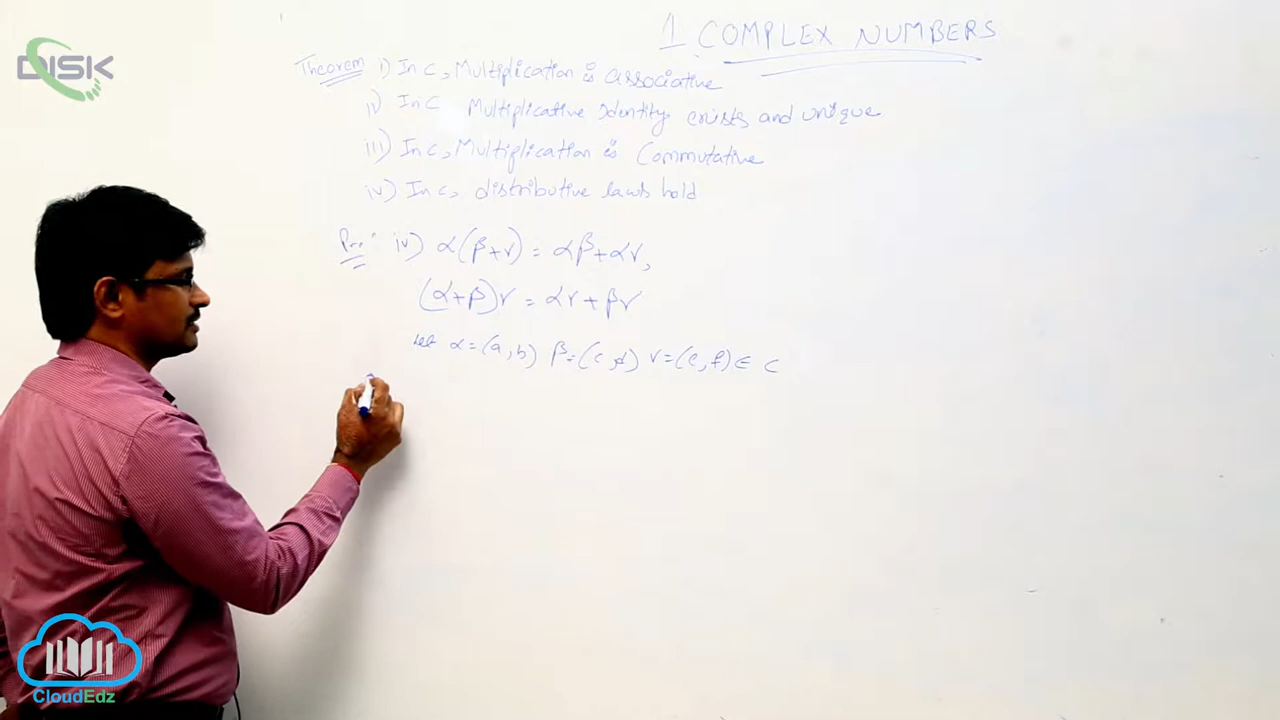 DISK
1 COMPLEX NUMBERS
Theorem i) In C, Multiplication is associative
ii) In C Multiplicative Identity exists and unique
iii) In C, Multiplication is Commutative
iv) In C, distributive laws hold
iv) α(β+γ) = αβ+αγ,
(α+β)γ = αγ + βγ
let α=(a,b) β=(c,d) γ=(e,f) ∈ C
CloudEdz